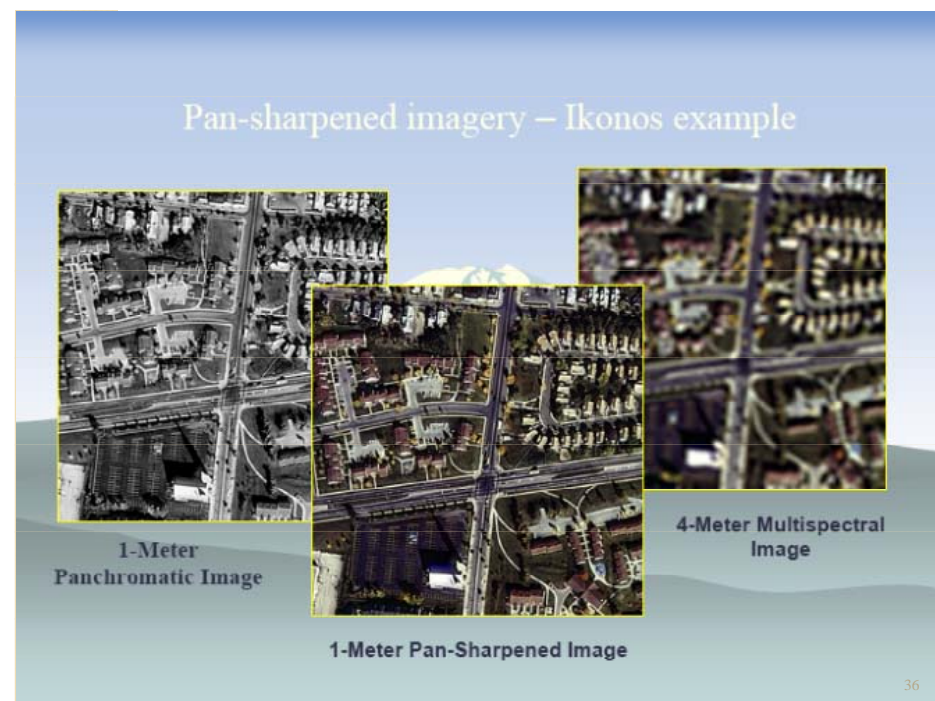 Pan-sharpened imagery – Ikonos example
1-Meter
Panchromatic Image
4-Meter Multispectral
Image
1-Meter Pan-Sharpened Image
36